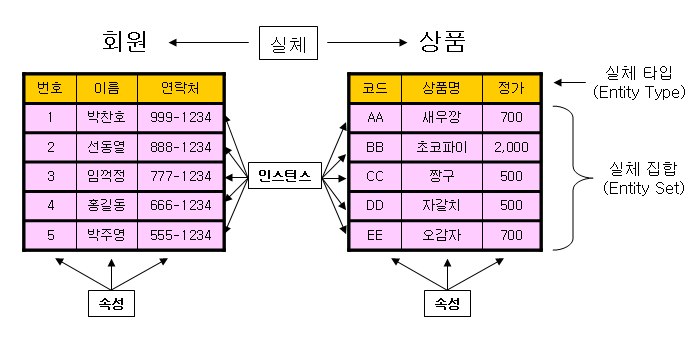 회원 실체 상품
번호 이름 연락처
1 박찬호 999-1234
2 선동열 888-1234
3 임꺽정 777-1234
4 홍길동 666-1234
5 박주영 555-1234
속성
인스턴스
코드 상품명 정가
AA 새우깡 700
BB 초코파이 2,000
CC 짱구 500
DD 자갈치 500
EE 오감자 700
속성
실체 타입
(Entity Type)
실체 집합
(Entity Set)